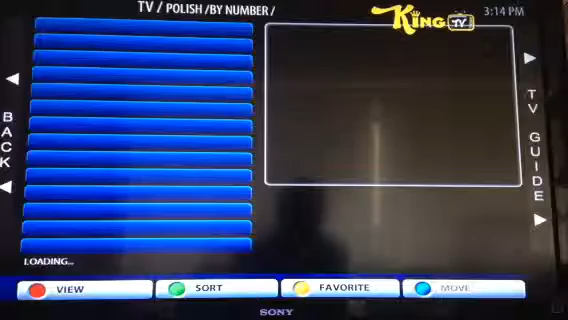 TV / POLISH /BY NUMBER /
KING TV
3:14 PM
BACK
TV GUIDE
LOADING...
VIEW
SORT
FAVORITE
MOVE
SONY